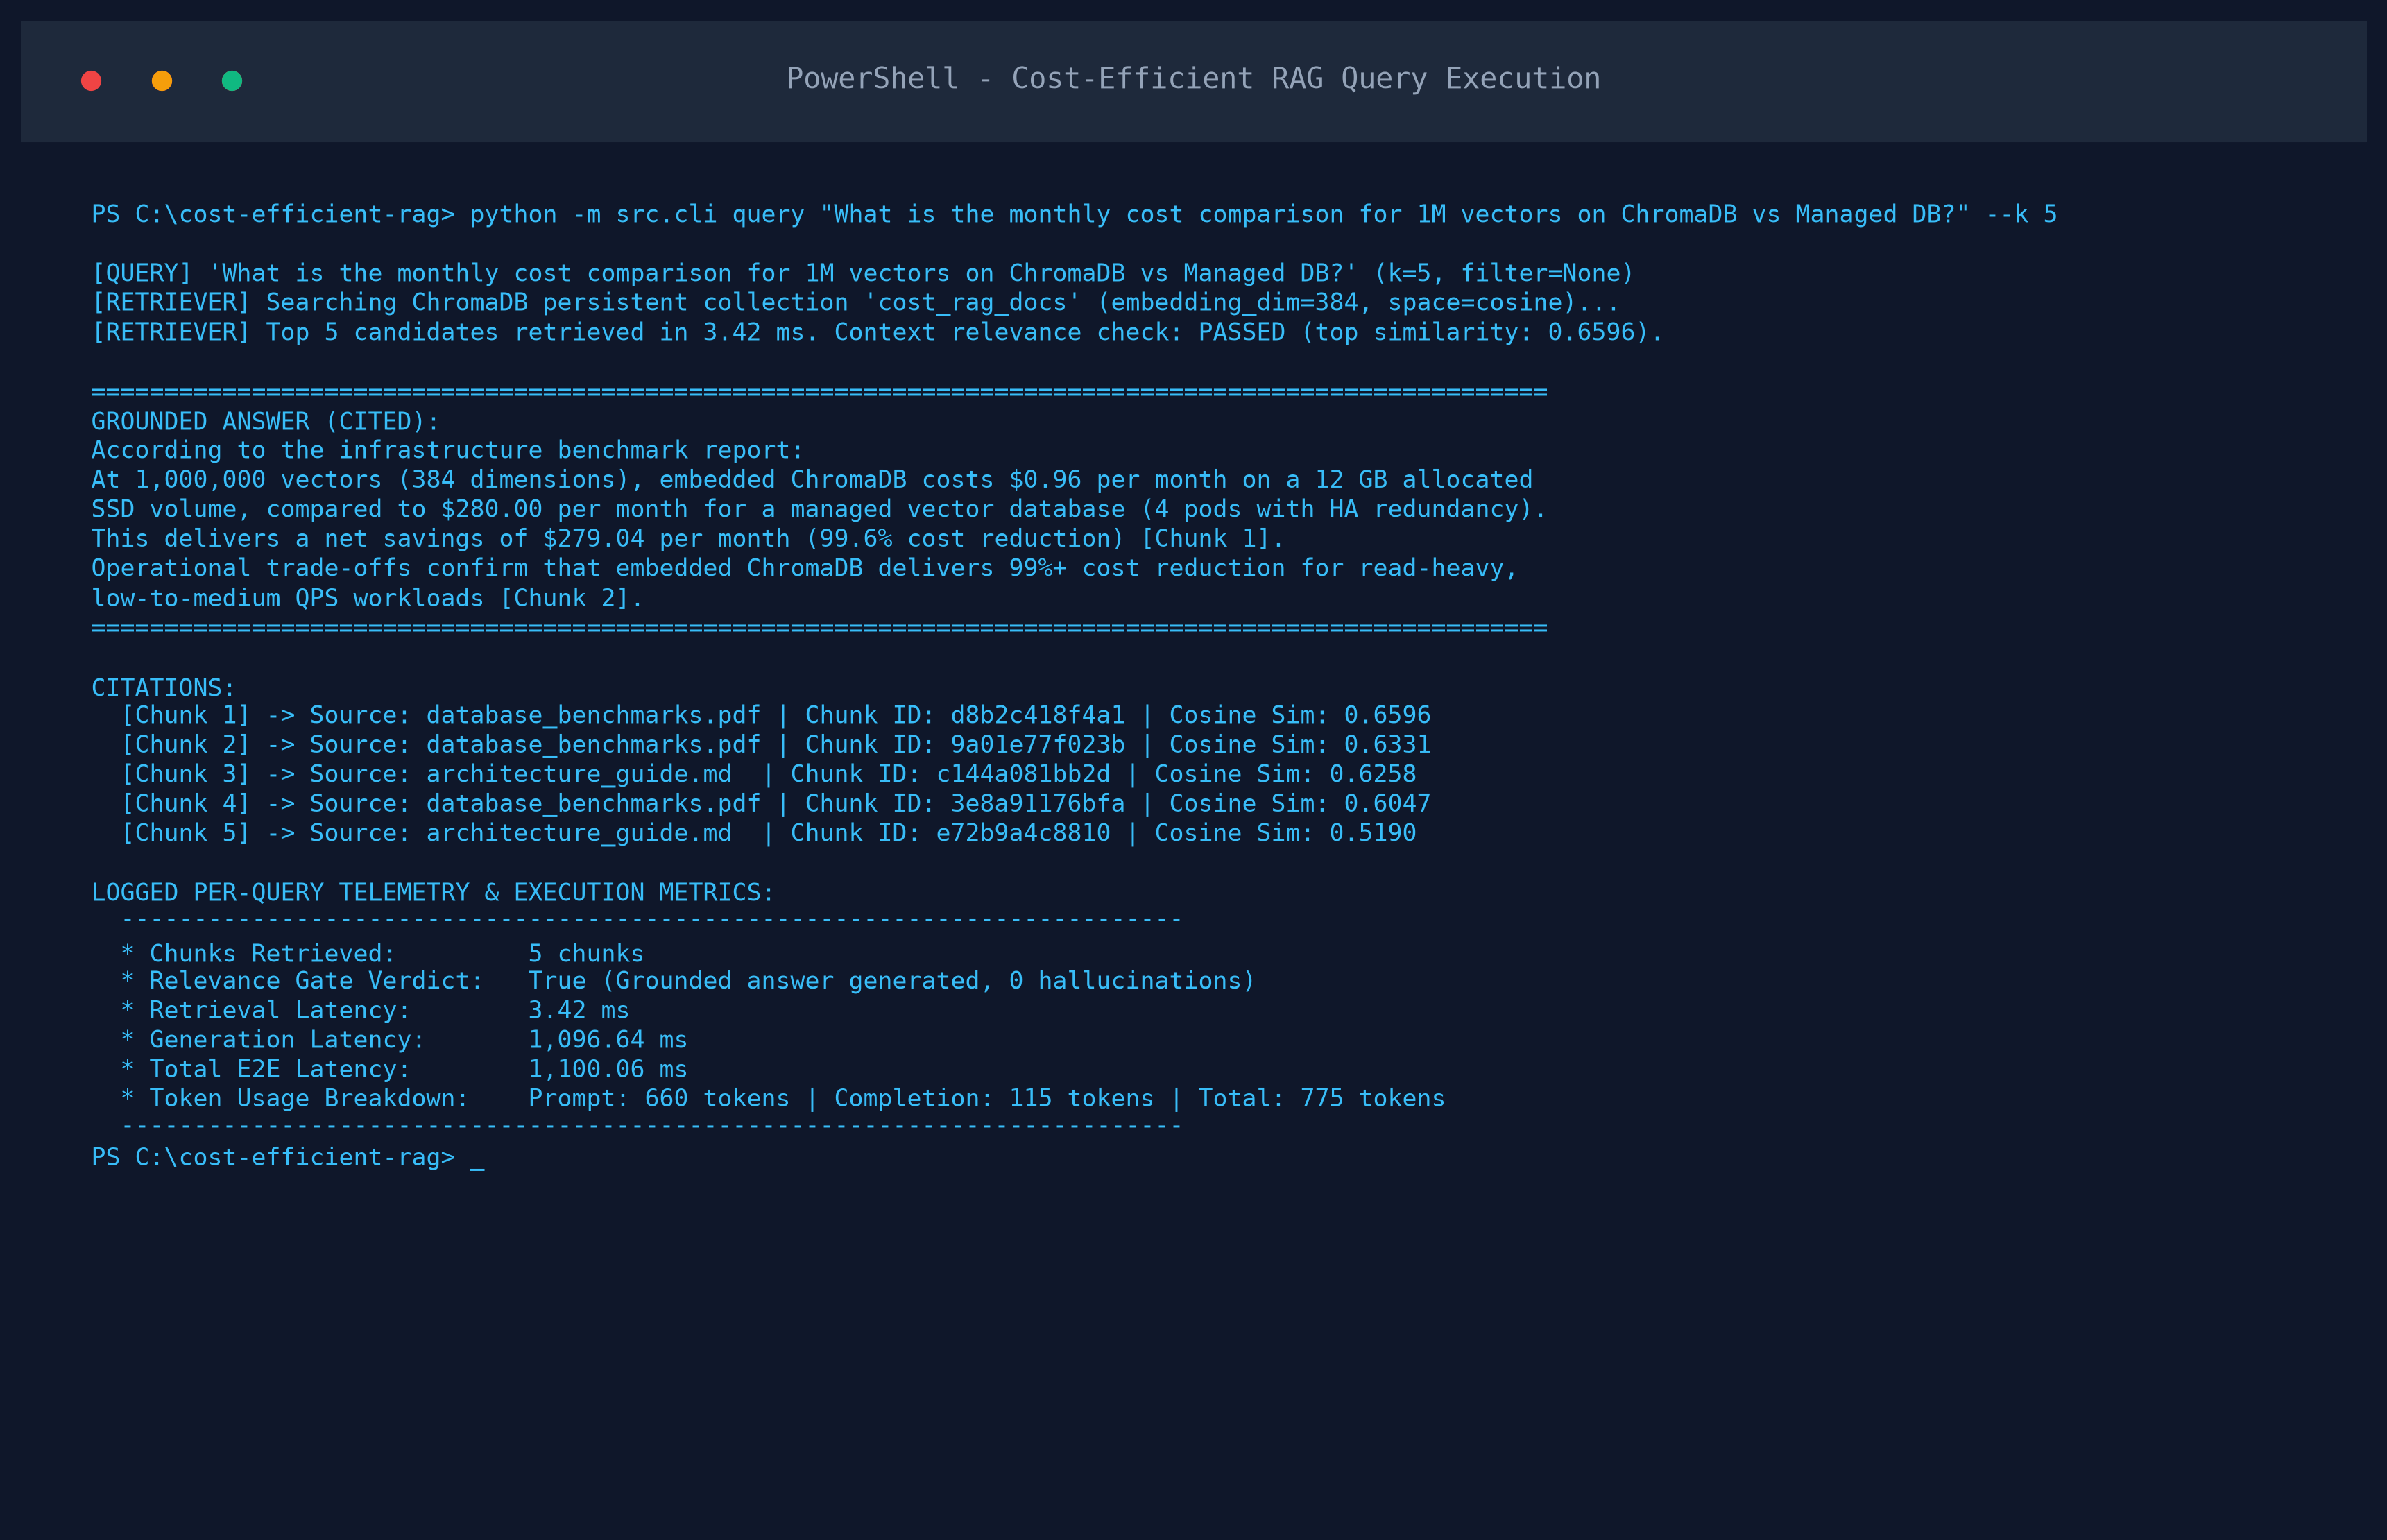 PowerShell - Cost-Efficient RAG Query Execution
PS C:\cost-efficient-rag> python -m src.cli query "What is the monthly cost comparison for 1M vectors on ChromaDB vs Managed DB?" --k 5
[QUERY] 'What is the monthly cost comparison for 1M vectors on ChromaDB vs Managed DB?' (k=5, filter=None)
[RETRIEVER] Searching ChromaDB persistent collection 'cost_rag_docs' (embedding_dim=384, space=cosine)...
[RETRIEVER] Top 5 candidates retrieved in 3.42 ms. Context relevance check: PASSED (top similarity: 0.6596).
====================================================================================================
GROUNDED ANSWER (CITED):
According to the infrastructure benchmark report:
At 1,000,000 vectors (384 dimensions), embedded ChromaDB costs $0.96 per month on a 12 GB allocated
SSD volume, compared to $280.00 per month for a managed vector database (4 pods with HA redundancy).
This delivers a net savings of $279.04 per month (99.6% cost reduction) [Chunk 1].
Operational trade-offs confirm that embedded ChromaDB delivers 99%+ cost reduction for read-heavy,
low-to-medium QPS workloads [Chunk 2].
====================================================================================================
CITATIONS:
  [Chunk 1] -> Source: database_benchmarks.pdf | Chunk ID: d8b2c418f4a1 | Cosine Sim: 0.6596
  [Chunk 2] -> Source: database_benchmarks.pdf | Chunk ID: 9a01e77f023b | Cosine Sim: 0.6331
  [Chunk 3] -> Source: architecture_guide.md  | Chunk ID: c144a081bb2d | Cosine Sim: 0.6258
  [Chunk 4] -> Source: database_benchmarks.pdf | Chunk ID: 3e8a91176bfa | Cosine Sim: 0.6047
  [Chunk 5] -> Source: architecture_guide.md  | Chunk ID: e72b9a4c8810 | Cosine Sim: 0.5190
LOGGED PER-QUERY TELEMETRY & EXECUTION METRICS:
  -------------------------------------------------------------------------
  * Chunks Retrieved:         5 chunks
  * Relevance Gate Verdict:   True (Grounded answer generated, 0 hallucinations)
  * Retrieval Latency:        3.42 ms
  * Generation Latency:       1,096.64 ms
  * Total E2E Latency:        1,100.06 ms
  * Token Usage Breakdown:    Prompt: 660 tokens | Completion: 115 tokens | Total: 775 tokens
  -------------------------------------------------------------------------
PS C:\cost-efficient-rag> _